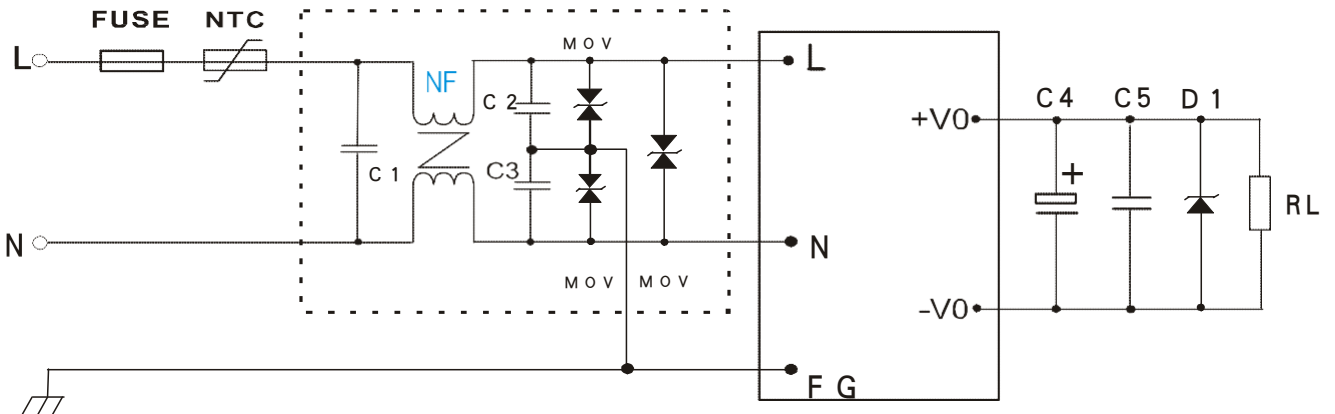 FUSE NTC
MOV
L
NF
L
C2
C4 C5 D1
+V0
C1
C3
+
RL
N
N
MOV MOV
-V0
FG